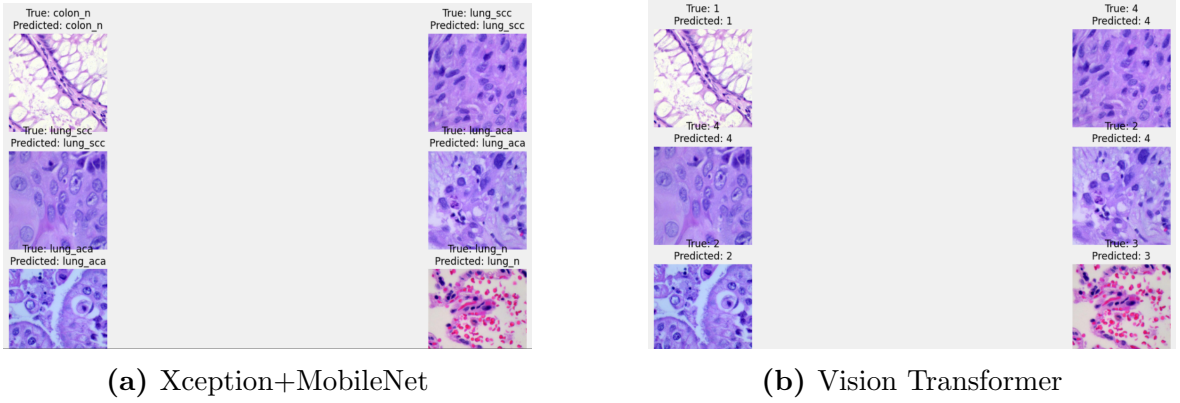 True: colon_n
Predicted: colon_n
True: lung_scc
Predicted: lung_scc
True: lung_scc
Predicted: lung_scc
True: lung_aca
Predicted: lung_aca
True: lung_aca
Predicted: lung_aca
True: lung_n
Predicted: lung_n
(a) Xception+MobileNet
True: 1
Predicted: 1
True: 4
Predicted: 4
True: 4
Predicted: 4
True: 2
Predicted: 4
True: 2
Predicted: 2
True: 3
Predicted: 3
(b) Vision Transformer